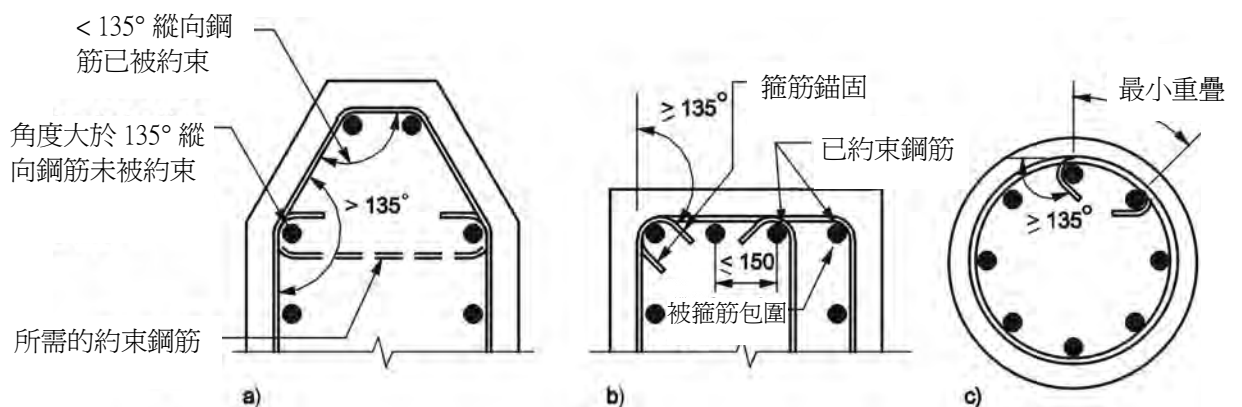 < 135° 縱向鋼
筋已被約束
角度大於 135° 縱
向鋼筋未被約束
> 135°
所需的約束鋼筋
a)
≥ 135°
箍筋錨固
已約束鋼筋
≤ 150
被箍筋包圍
b)
最小重疊
≥ 135°
c)